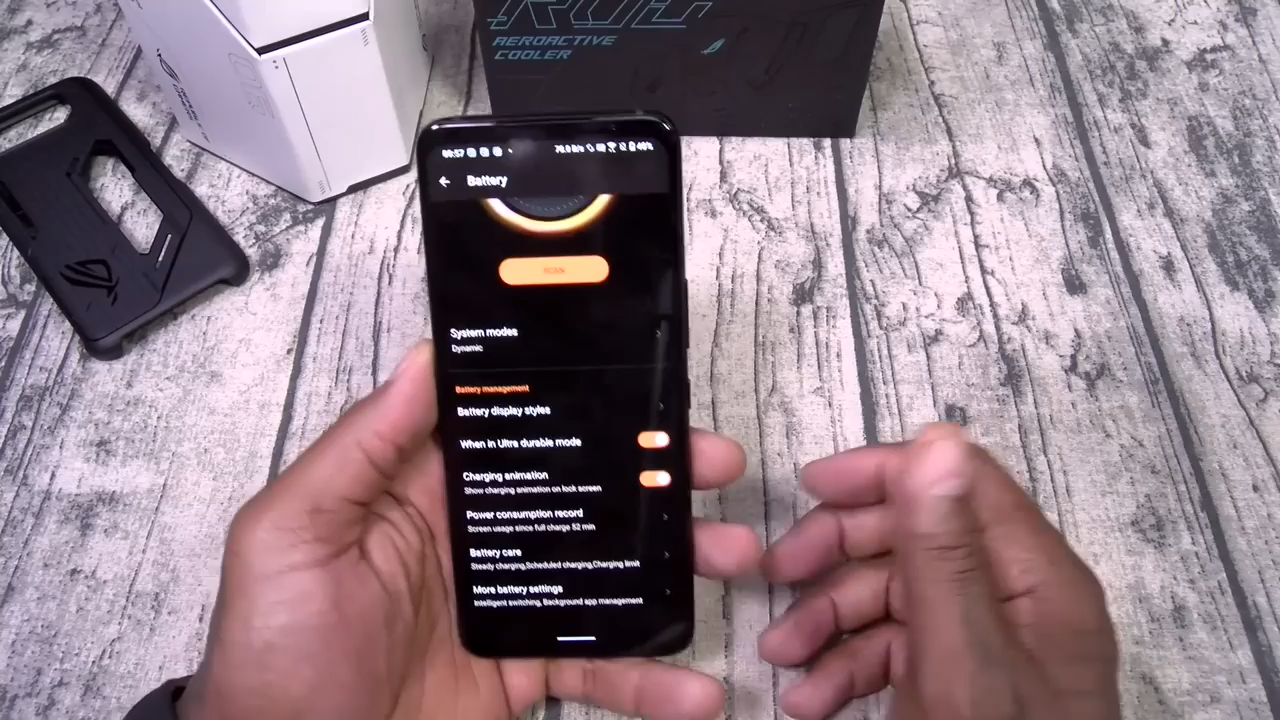 AEROACTIVE
COOLER
Battery
System modes
Dynamic
Battery management
Battery display styles
When in Ultra durable mode
Charging animation
Show charging animation on lock screen
Power consumption record
Screen usage since full charge 52 min
Battery care
Steady charging,Scheduled charging,Charging limit
More battery settings
Intelligent switching, Background app management